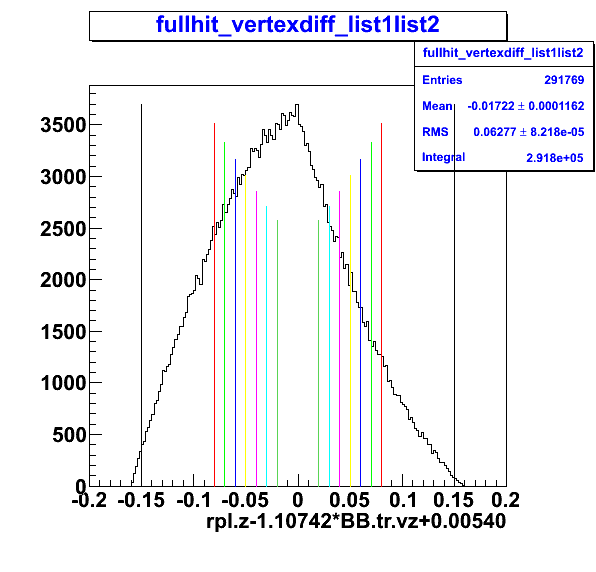 fullhit_vertexdiff_list1list2
fullhit_vertexdiff_list1list2
Entries 291769
Mean -0.01722 ± 0.0001162
RMS 0.06277 ± 8.218e-05
Integral 2.918e+05
3500
3000
2500
2000
1500
1000
500
0
-0.2 -0.15 -0.1 -0.05 0 0.05 0.1 0.15 0.2
rpl.z-1.10742*BB.tr.vz+0.00540